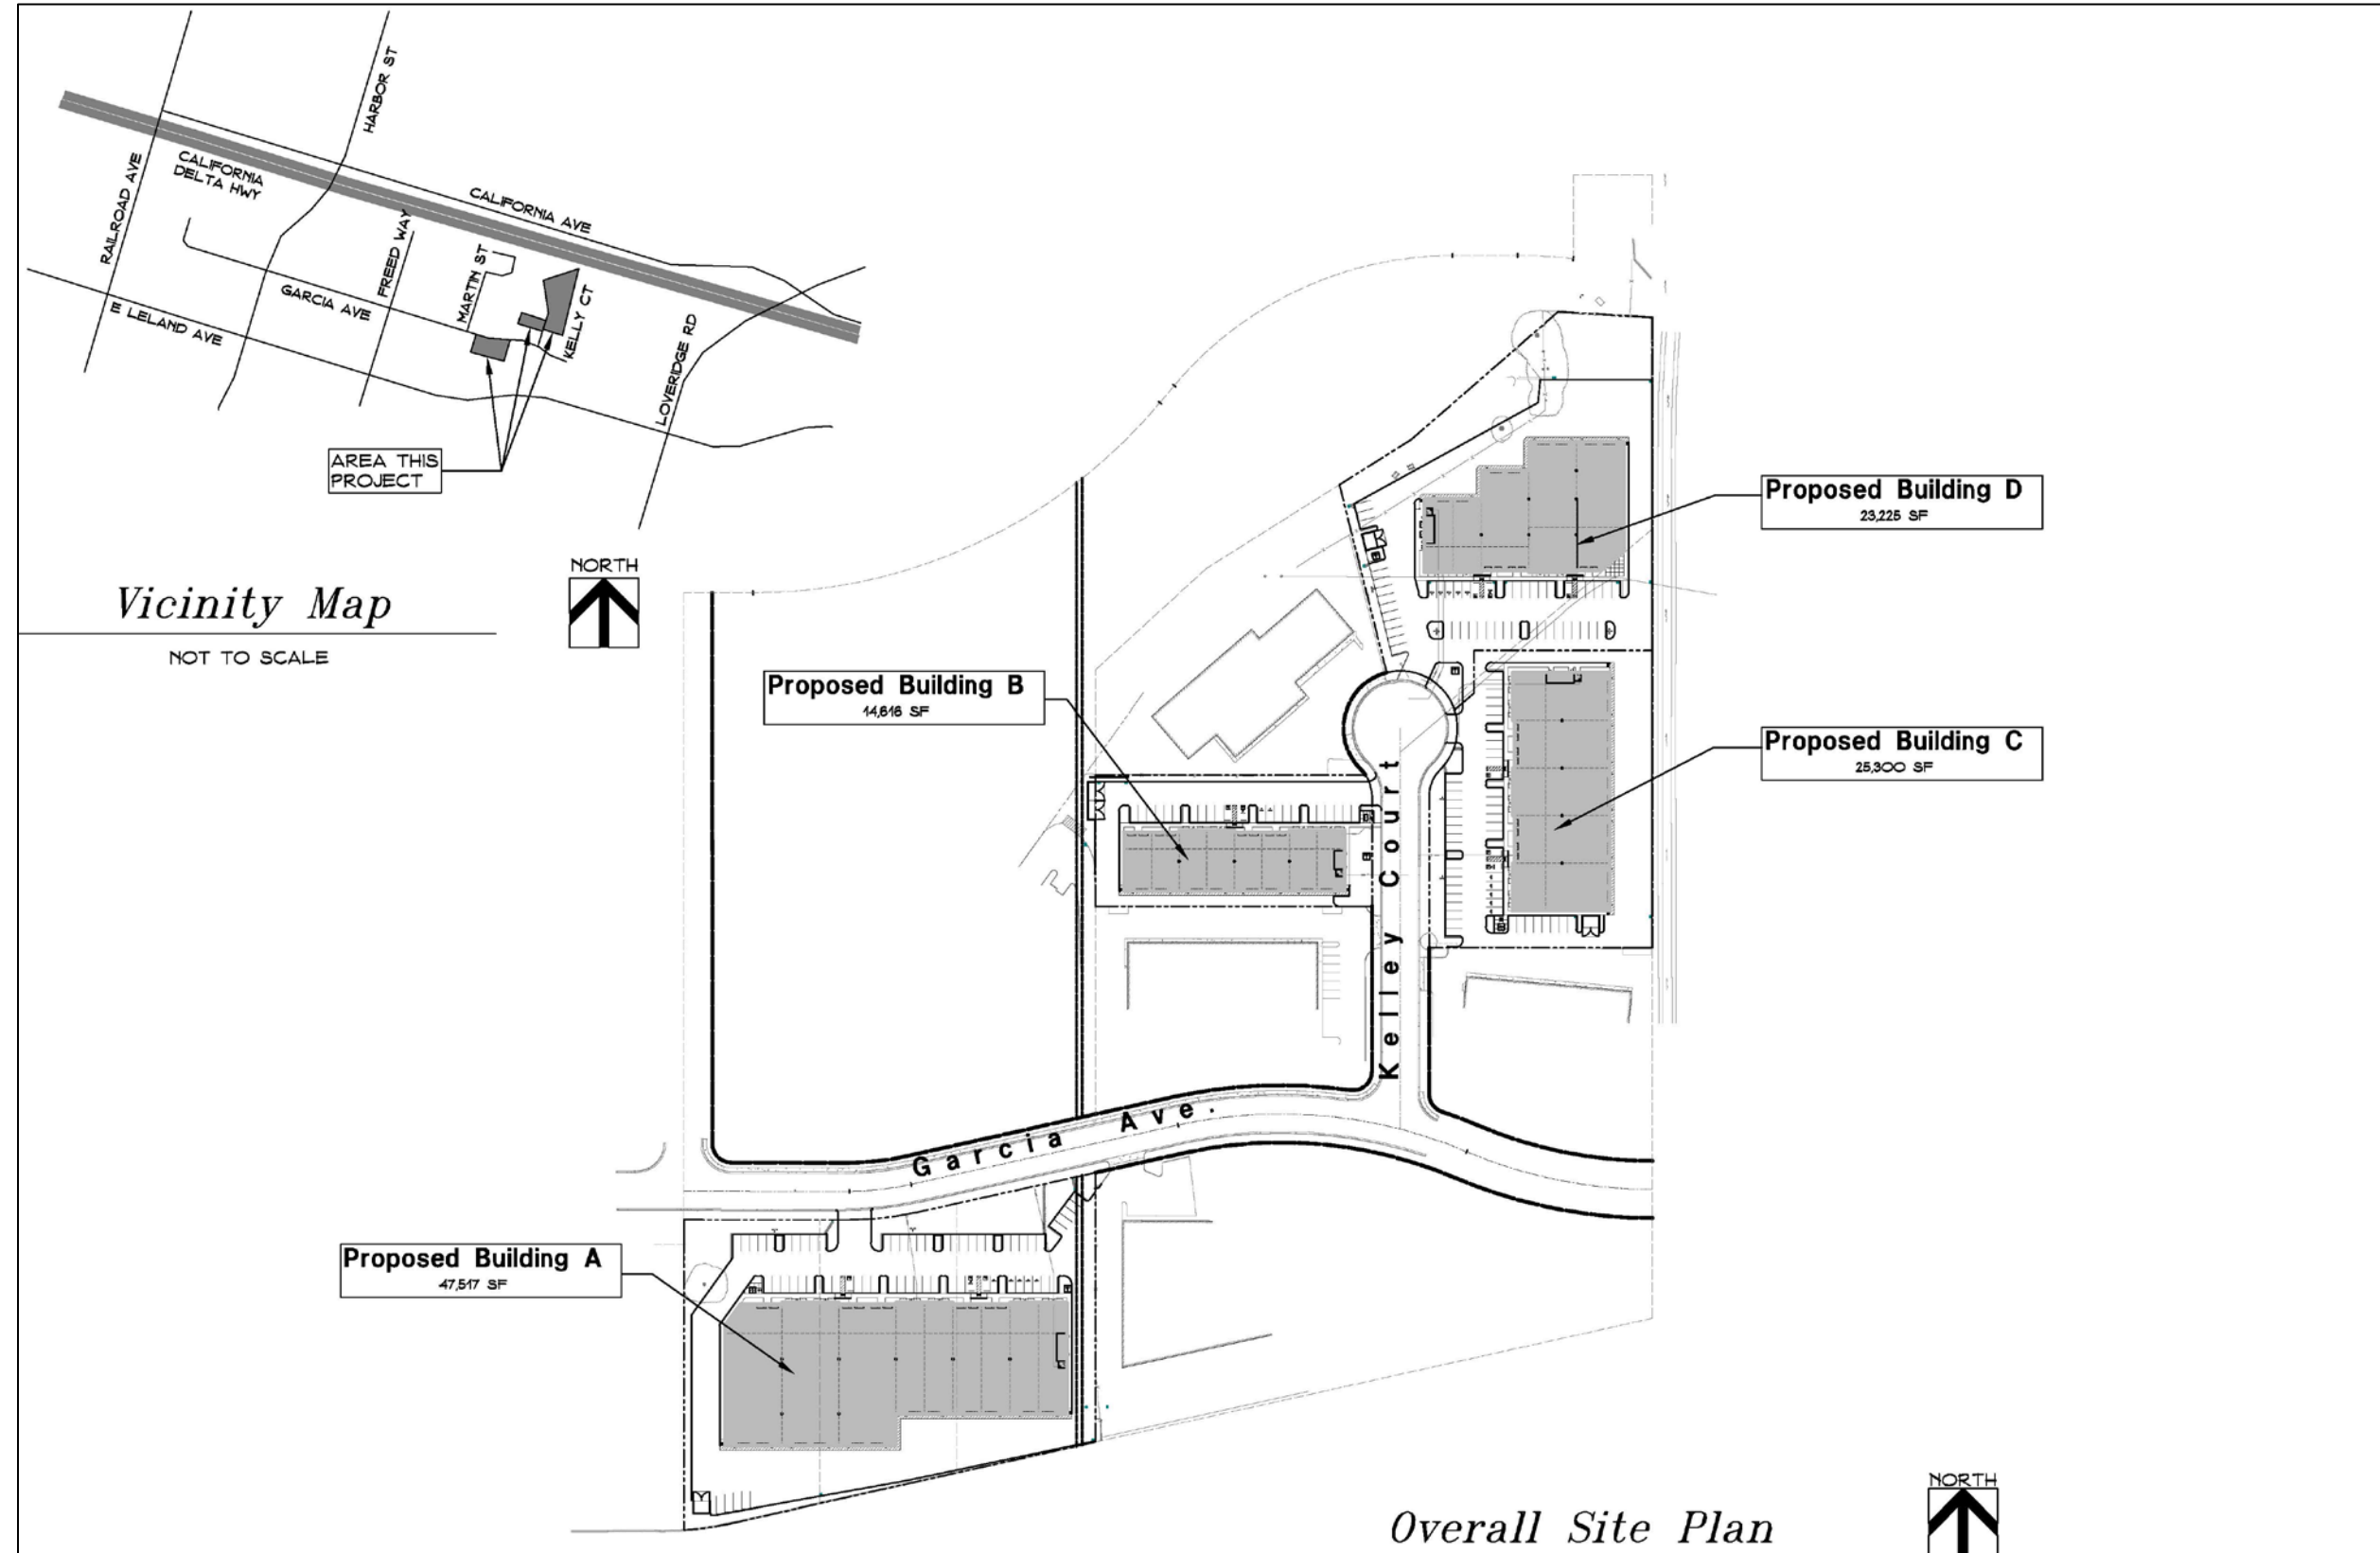 HARBOR ST
RAILROAD AVE
CALIFORNIA
DELTA HWY
CALIFORNIA AVE
FREED WAY
MARTIN ST
GARCIA AVE
KELLY CT
E LELAND AVE
LOVERIDGE RD
AREA THIS
PROJECT
Vicinity Map
NOT TO SCALE
NORTH
Proposed Building D
23,225 SF
Proposed Building B
14,616 SF
Proposed Building C
25,300 SF
Kelley Court
Garcia Ave.
Proposed Building A
47,517 SF
Overall Site Plan
NORTH